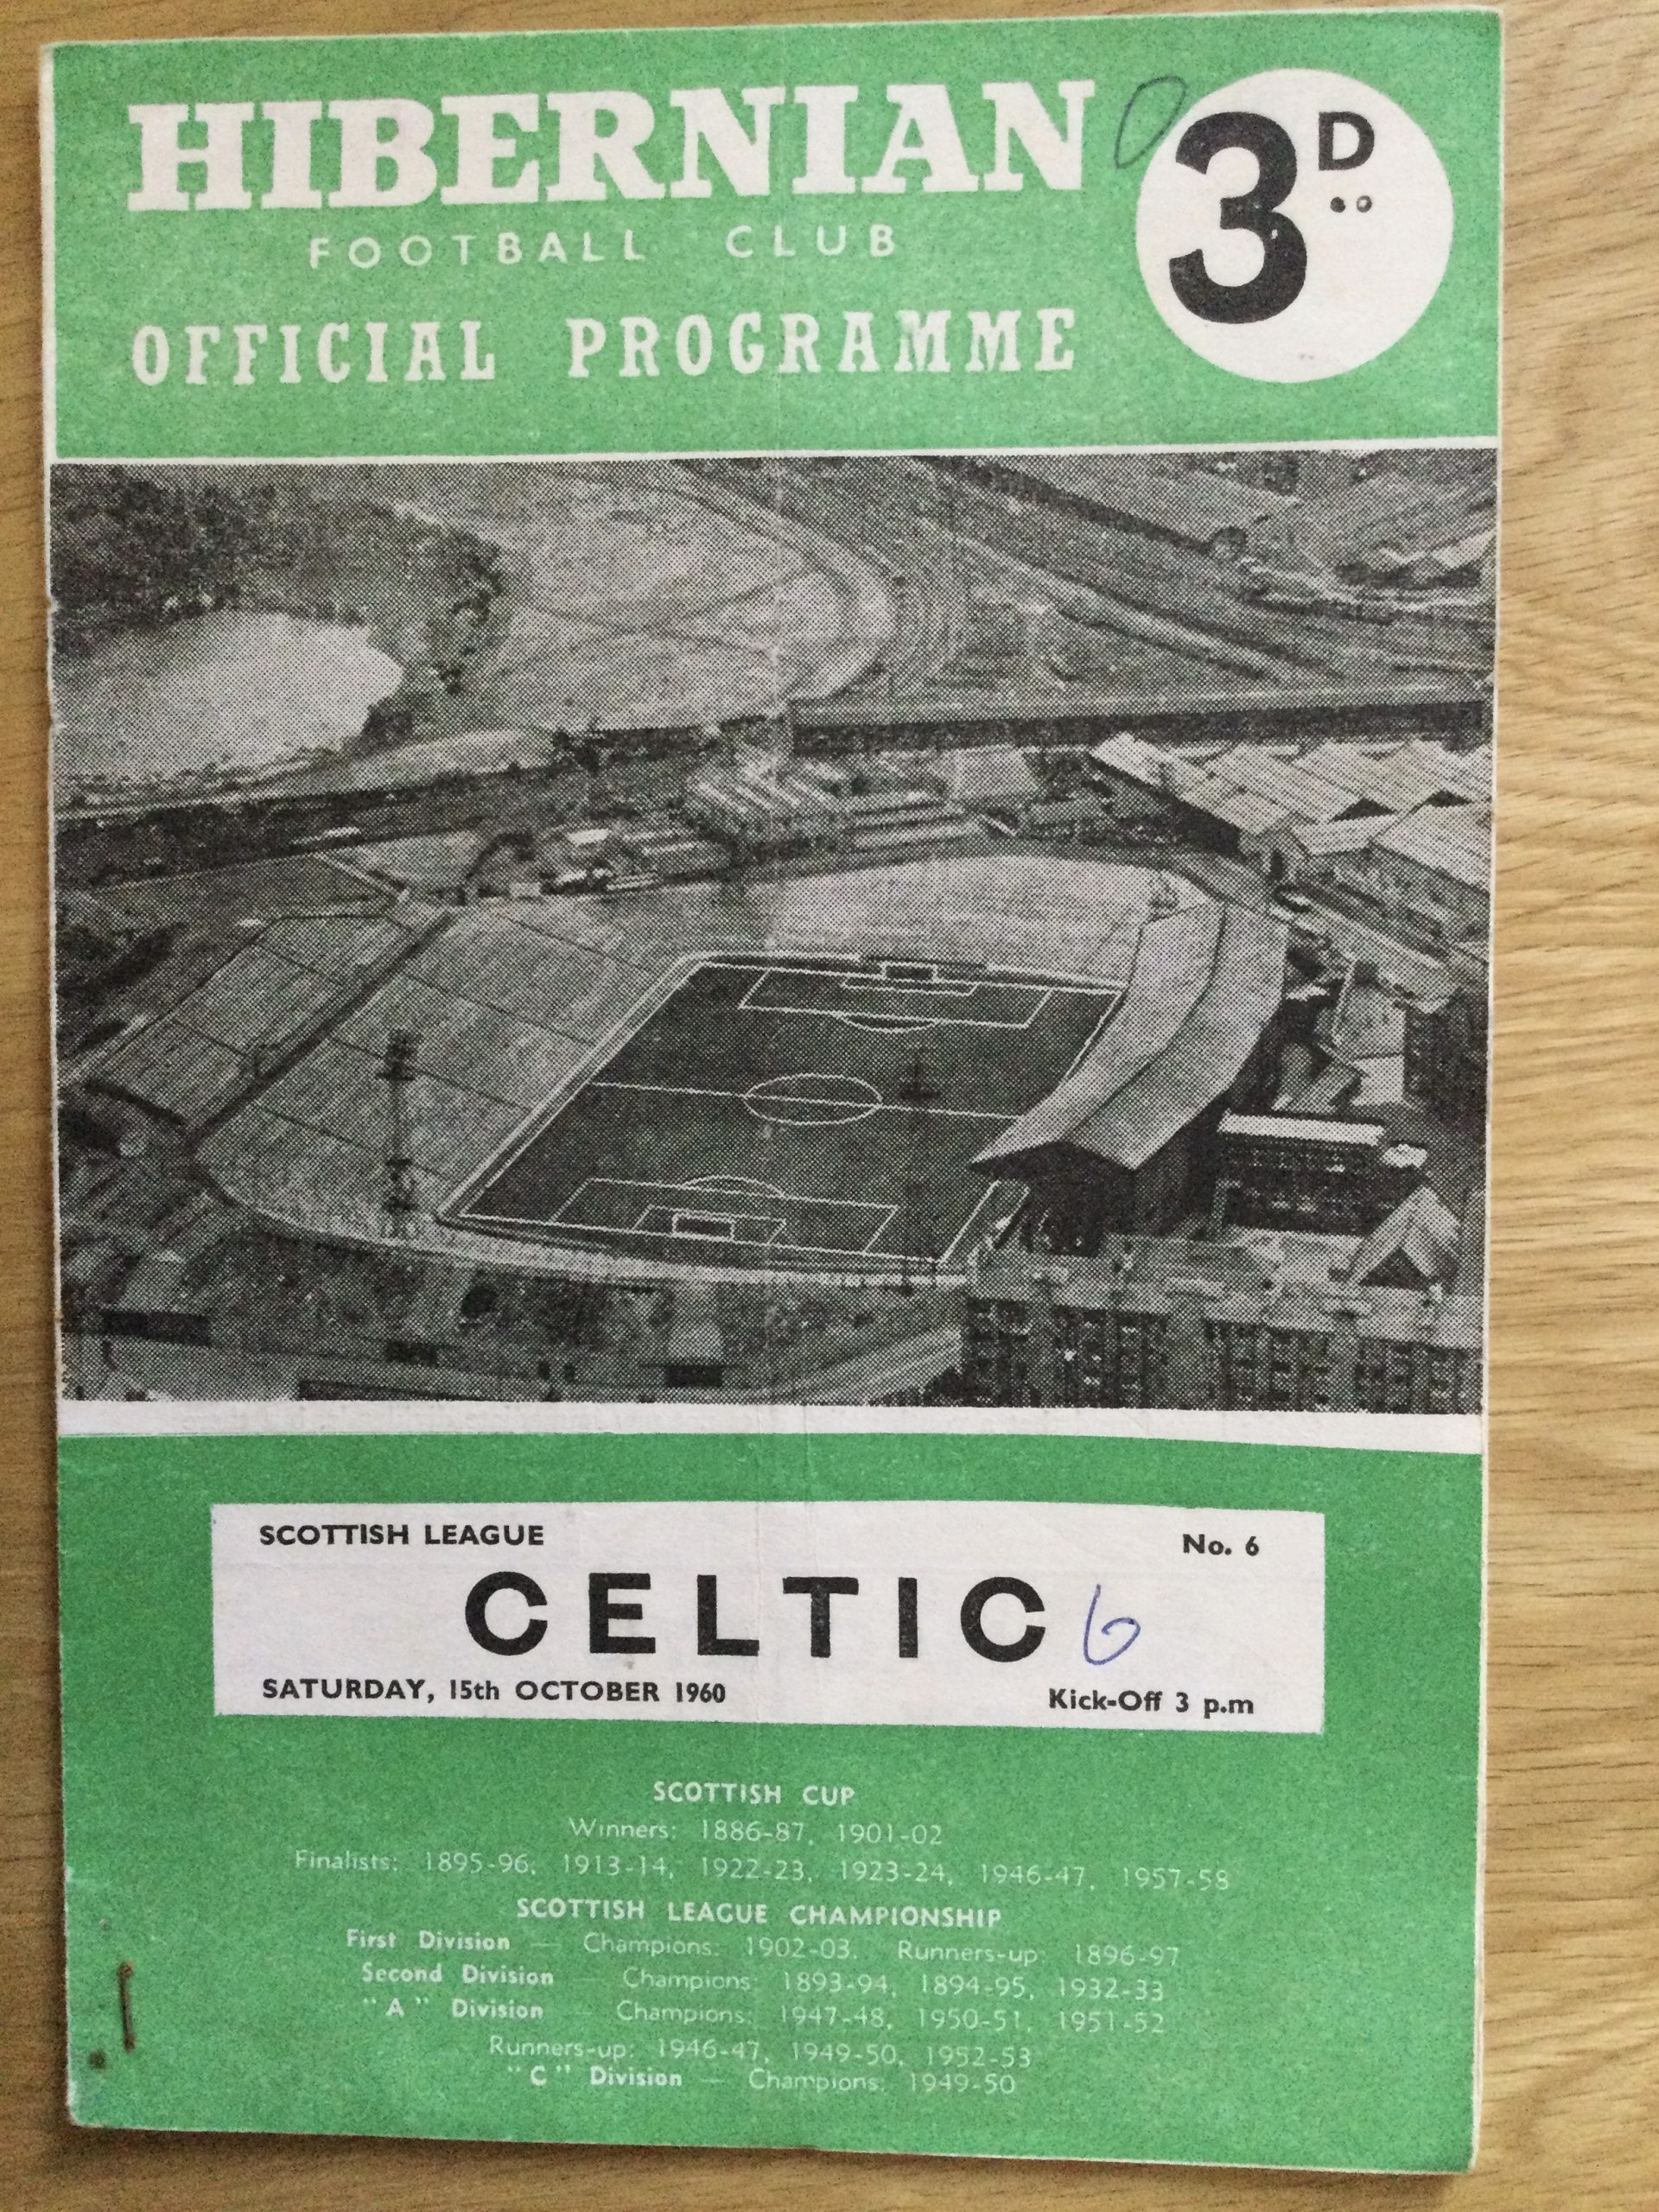 HIBERNIAN 0
3D
FOOTBALL CLUB
OFFICIAL PROGRAMME
SCOTTISH LEAGUE No. 6
CELTIC 6
SATURDAY, 15th OCTOBER 1960 Kick-Off 3 p.m
SCOTTISH CUP
Winners: 1886-87, 1901-02
Finalists: 1895-96, 1913-14, 1922-23, 1923-24, 1946-47, 1957-58
SCOTTISH LEAGUE CHAMPIONSHIP
First Division — Champions: 1902-03. Runners-up: 1896-97
Second Division — Champions: 1893-94, 1894-95, 1932-33
"A" Division — Champions: 1947-48, 1950-51, 1951-52
Runners-up: 1946-47, 1949-50, 1952-53
"C" Division — Champions: 1949-50